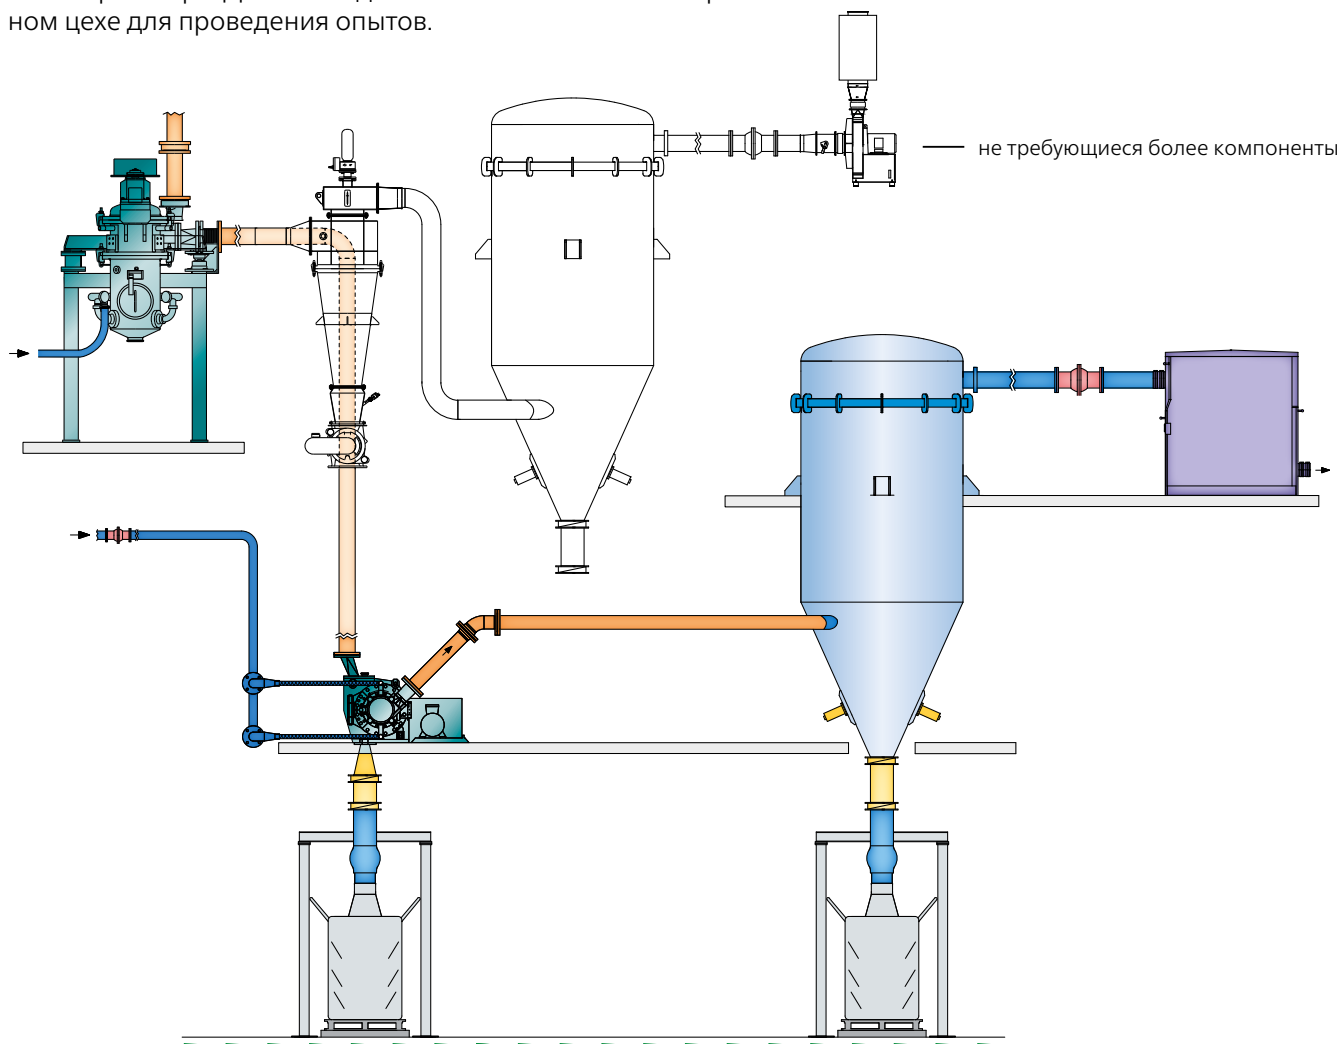 ном цехе для проведения опытов.
не требующиеся более компоненты